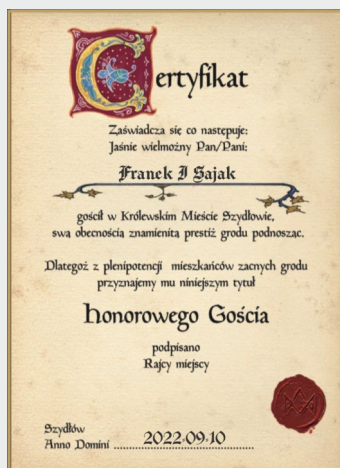 Certyfikat
Zaświadcza się co następuje:
Jaśnie wielmożny Pan/Pani:
Franek I Sajak
gościł w Królewskim Mieście Szydłowie,
swą obecnością znamienitą prestiż grodu podnosząc.
Dlategoż z plenipotencji mieszkańców zacnych grodu
przyznajemy mu niniejszym tytuł
honorowego Gościa
podpisano
Rajcy miejscy
Szydłów
Anno Domini 2022.09.10